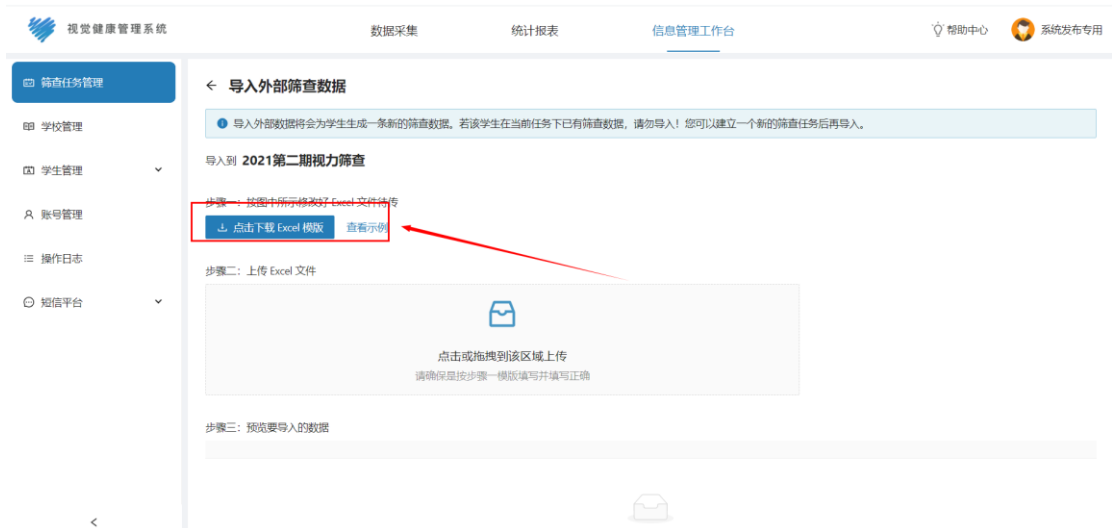 视觉健康管理系统
数据采集
统计报表
信息管理工作台
帮助中心
系统发布专用
筛查任务管理
学校管理
学生管理
账号管理
操作日志
短信平台
← 导入外部筛查数据
导入外部数据将会为学生生成一条新的筛查数据。若该学生在当前任务下已有筛查数据，请勿导入！您可以建立一个新的筛查任务后再导入。
导入到 2021第二期视力筛查
步骤一：按图中所示修改好 Excel 文件待传
点击下载 Excel 模版 查看示例
步骤二：上传 Excel 文件
点击或拖拽到该区域上传
请确保是按步骤一模版填写并填写正确
步骤三：预览要导入的数据